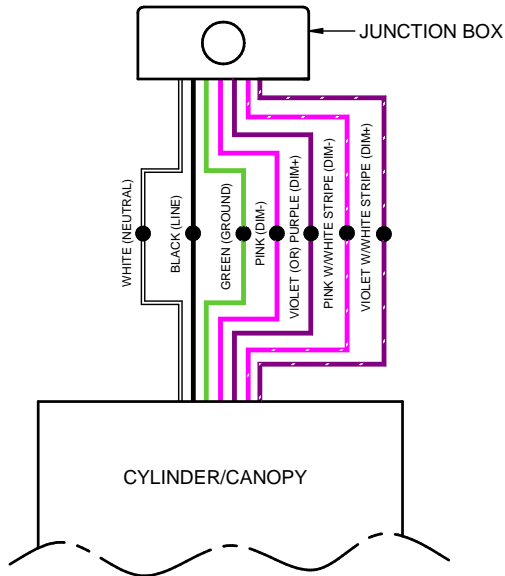 JUNCTION BOX
WHITE (NEUTRAL)
BLACK (LINE)
GREEN (GROUND)
PINK (DIM-)
VIOLET (OR) PURPLE (DIM+)
PINK W/WHITE STRIPE (DIM-)
VIOLET W/WHITE STRIPE (DIM+)
CYLINDER/CANOPY